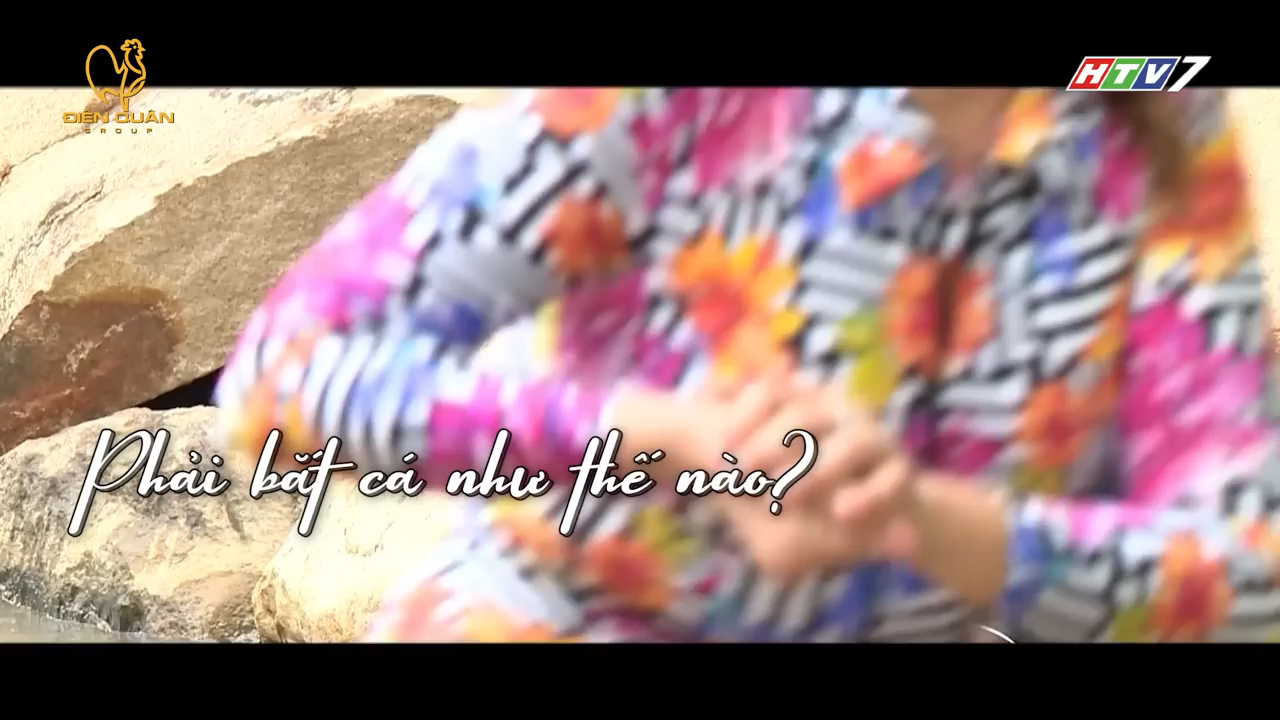 ĐIỀN QUÂN
GROUP
HTV7
Phải bắt cá như thế nào?